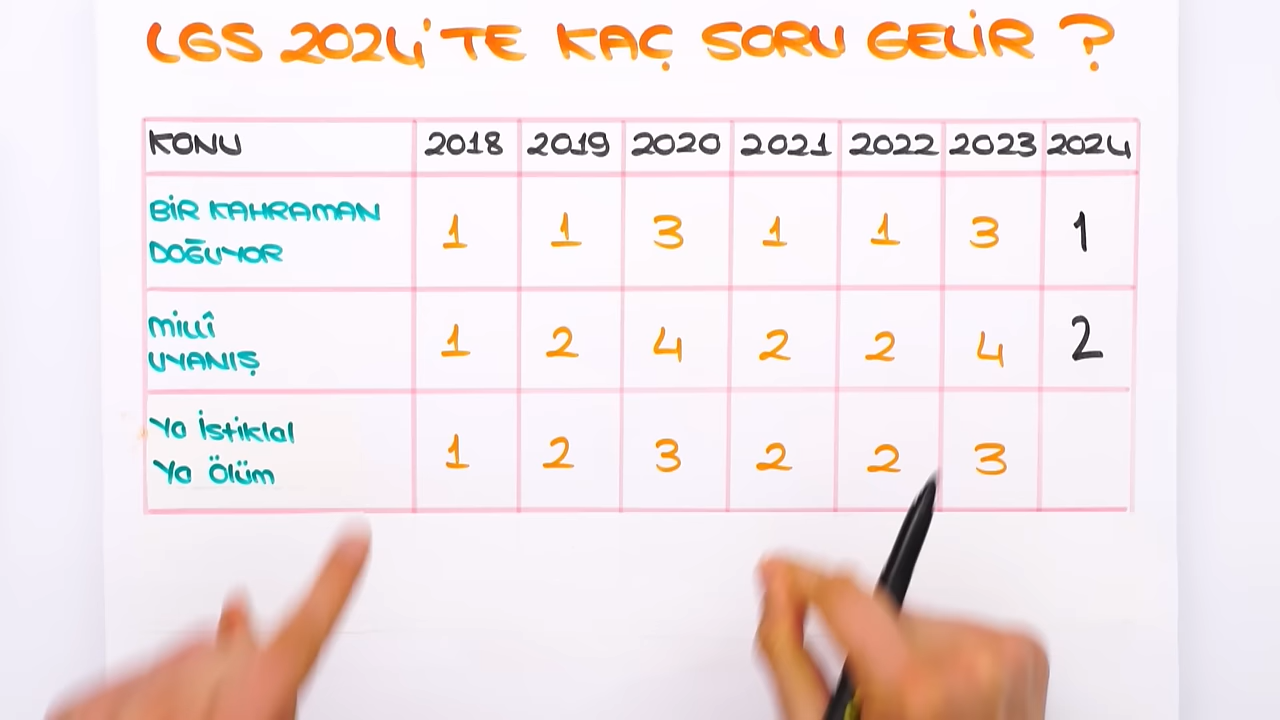 LGS 2024'TE KAÇ SORU GELİR ?
KONU 2018 2019 2020 2021 2022 2023 2024
BİR KAHRAMAN
DOĞUYOR 1 1 3 1 1 3 1
MİLLÎ
UYANIŞ 1 2 4 2 2 4 2
Ya İstiklal
Ya Ölüm 1 2 3 2 2 3